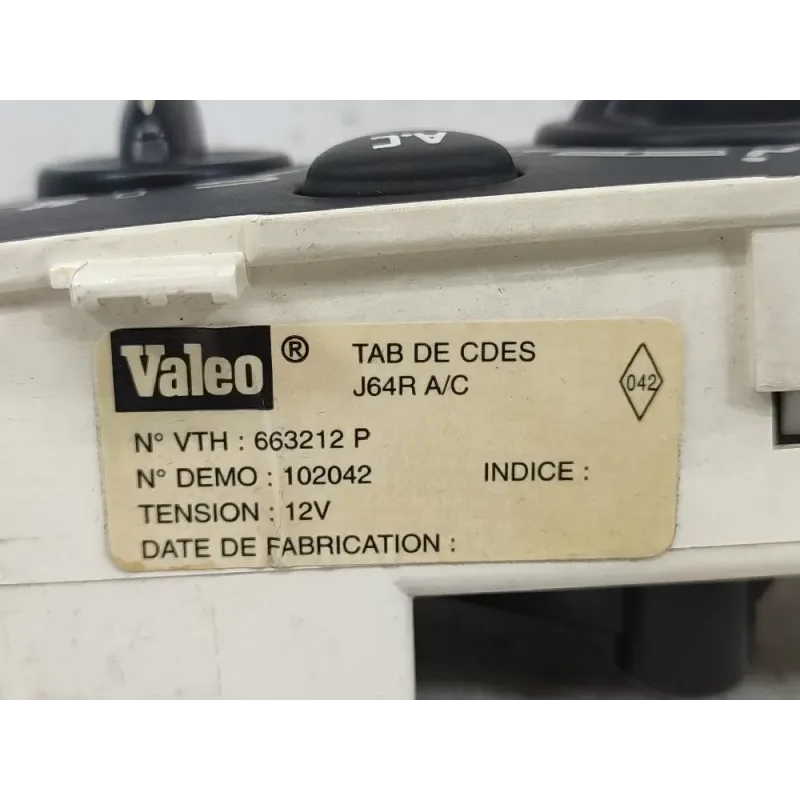 A.C
Valeo ®
TAB DE CDES
J64R A/C
042
N° VTH : 663212 P
N° DEMO : 102042
INDICE :
TENSION : 12V
DATE DE FABRICATION :